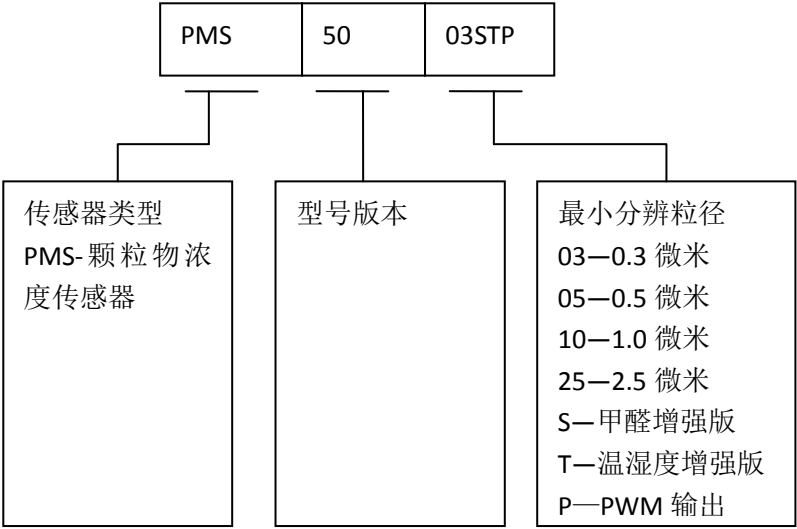 PMS 50 03STP
传感器类型
PMS-颗粒物浓
度传感器
型号版本
最小分辨粒径
03—0.3 微米
05—0.5 微米
10—1.0 微米
25—2.5 微米
S—甲醛增强版
T—温湿度增强版
P—PWM 输出